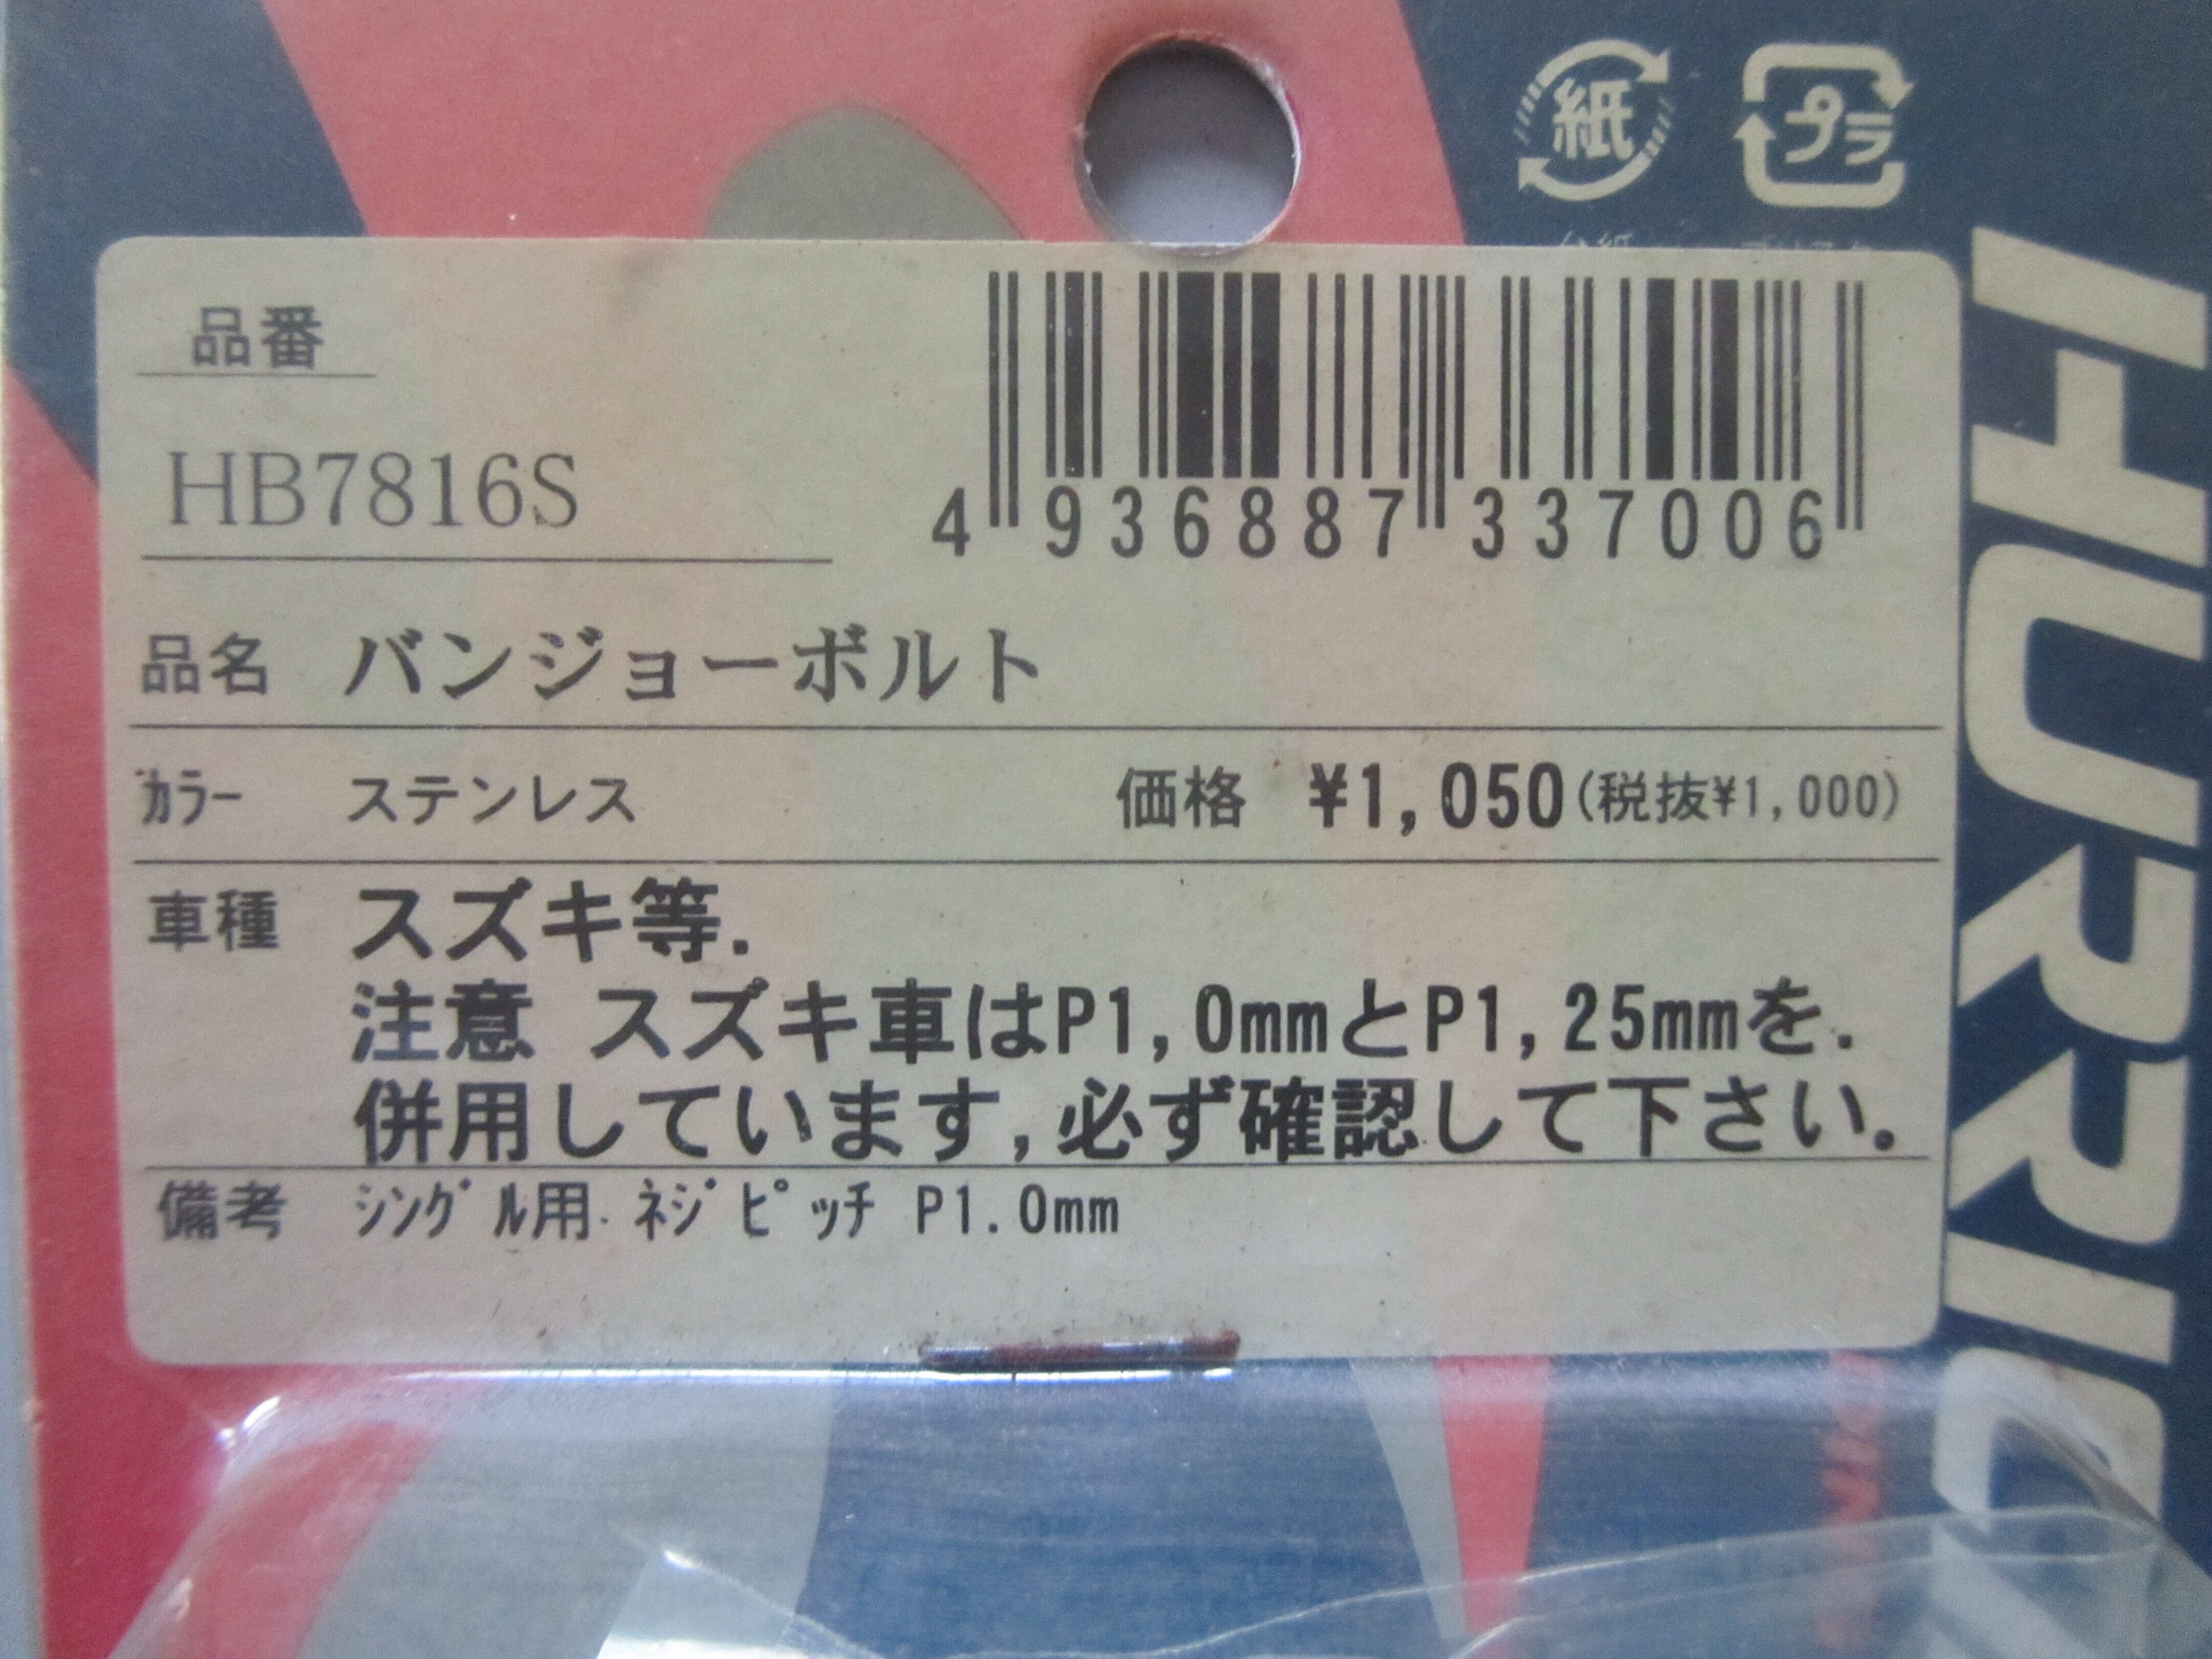 紙
プラ
品番
HB7816S
4 936887 337006
品名 バンジョーボルト
カラー ステンレス 価格 ¥1,050(税抜¥1,000)
車種 スズキ等.
注意 スズキ車はP1,0mmとP1,25mmを.
併用しています,必ず確認して下さい.
備考 シングル用. ネジピッチ P1.0mm
HURRIC